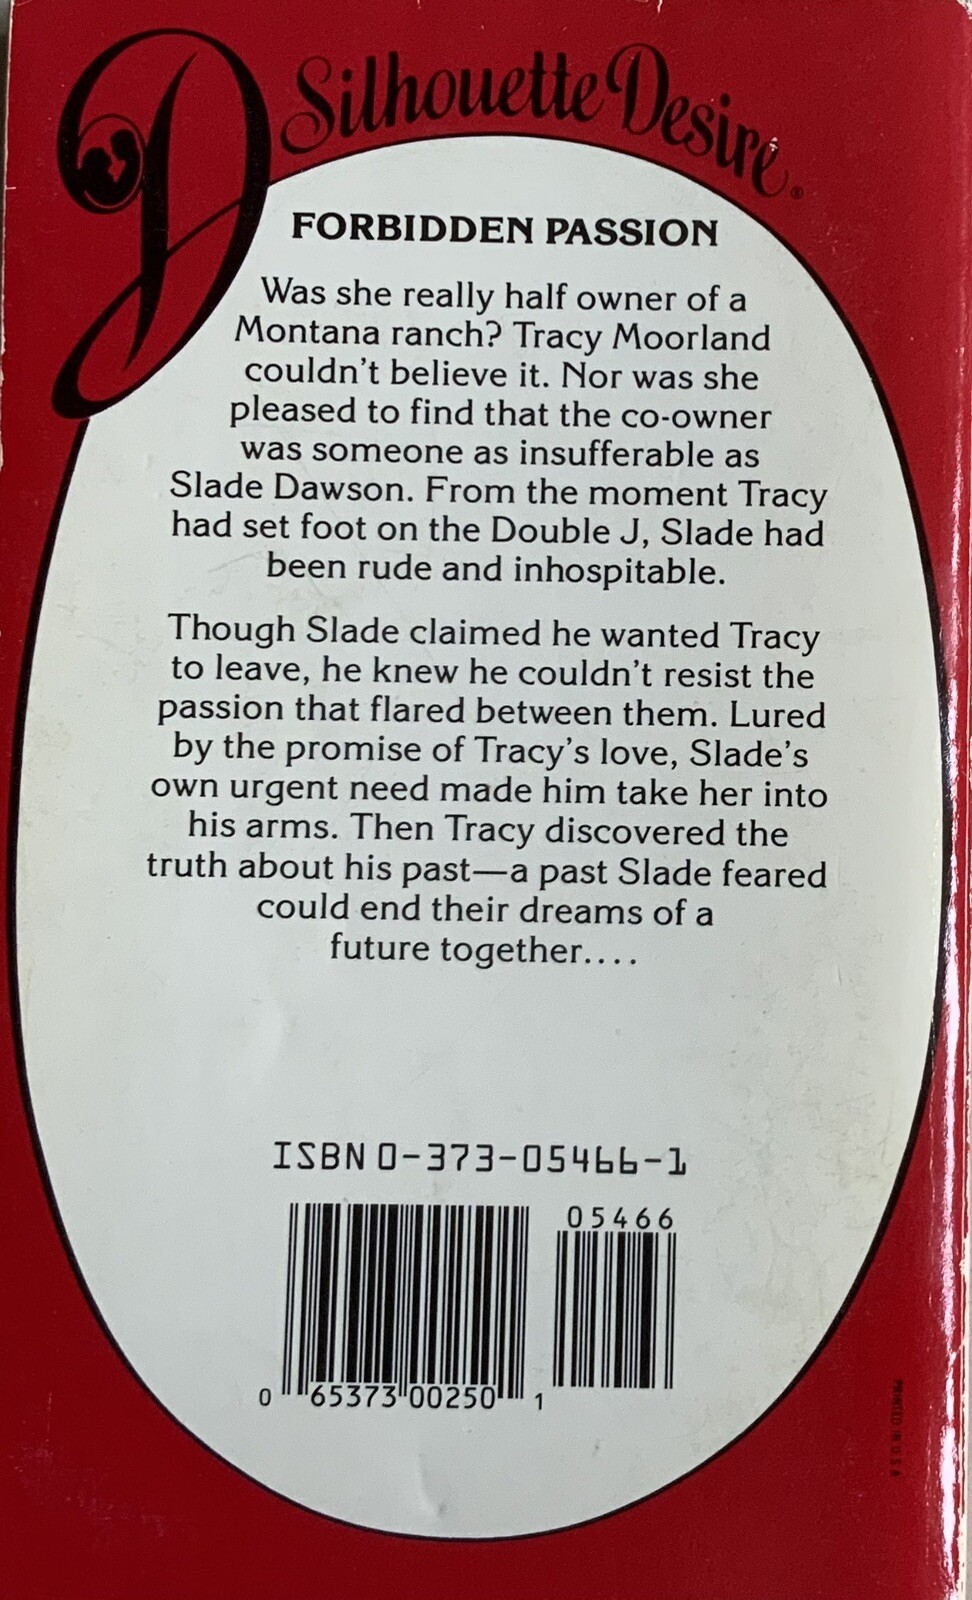 D Silhouette Desire®
FORBIDDEN PASSION
Was she really half owner of a
Montana ranch? Tracy Moorland
couldn't believe it. Nor was she
pleased to find that the co-owner
was someone as insufferable as
Slade Dawson. From the moment Tracy
had set foot on the Double J, Slade had
been rude and inhospitable.
Though Slade claimed he wanted Tracy
to leave, he knew he couldn't resist the
passion that flared between them. Lured
by the promise of Tracy's love, Slade's
own urgent need made him take her into
his arms. Then Tracy discovered the
truth about his past—a past Slade feared
could end their dreams of a
future together....
ISBN 0-373-05466-1
05466
0 65373 00250 1
PRINTED IN U.S.A